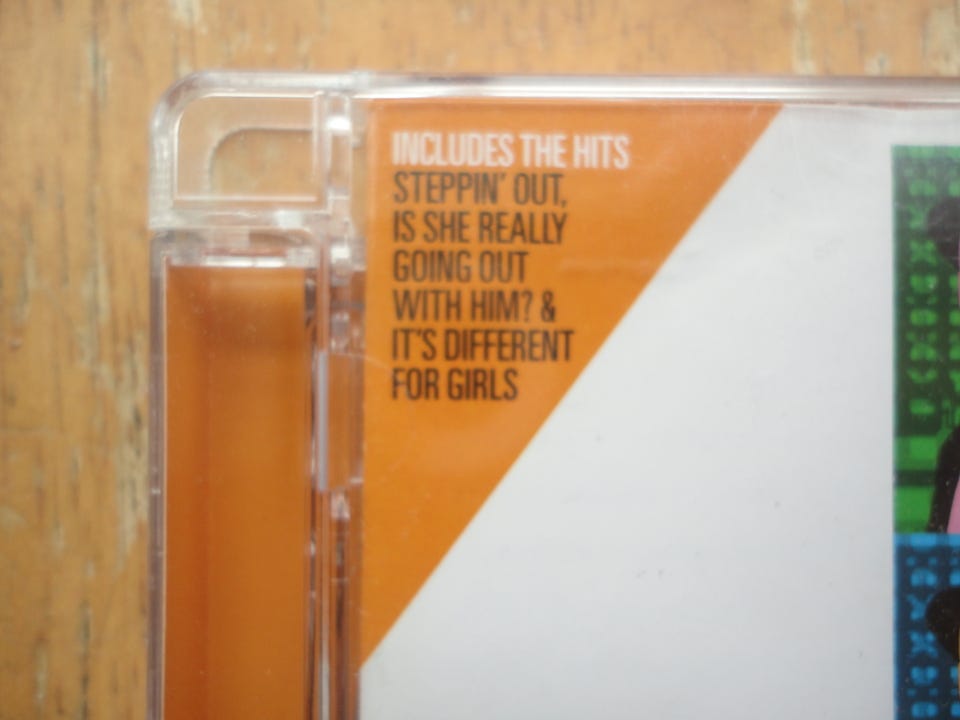 INCLUDES THE HITS
STEPPIN' OUT,
IS SHE REALLY
GOING OUT
WITH HIM? &
IT'S DIFFERENT
FOR GIRLS